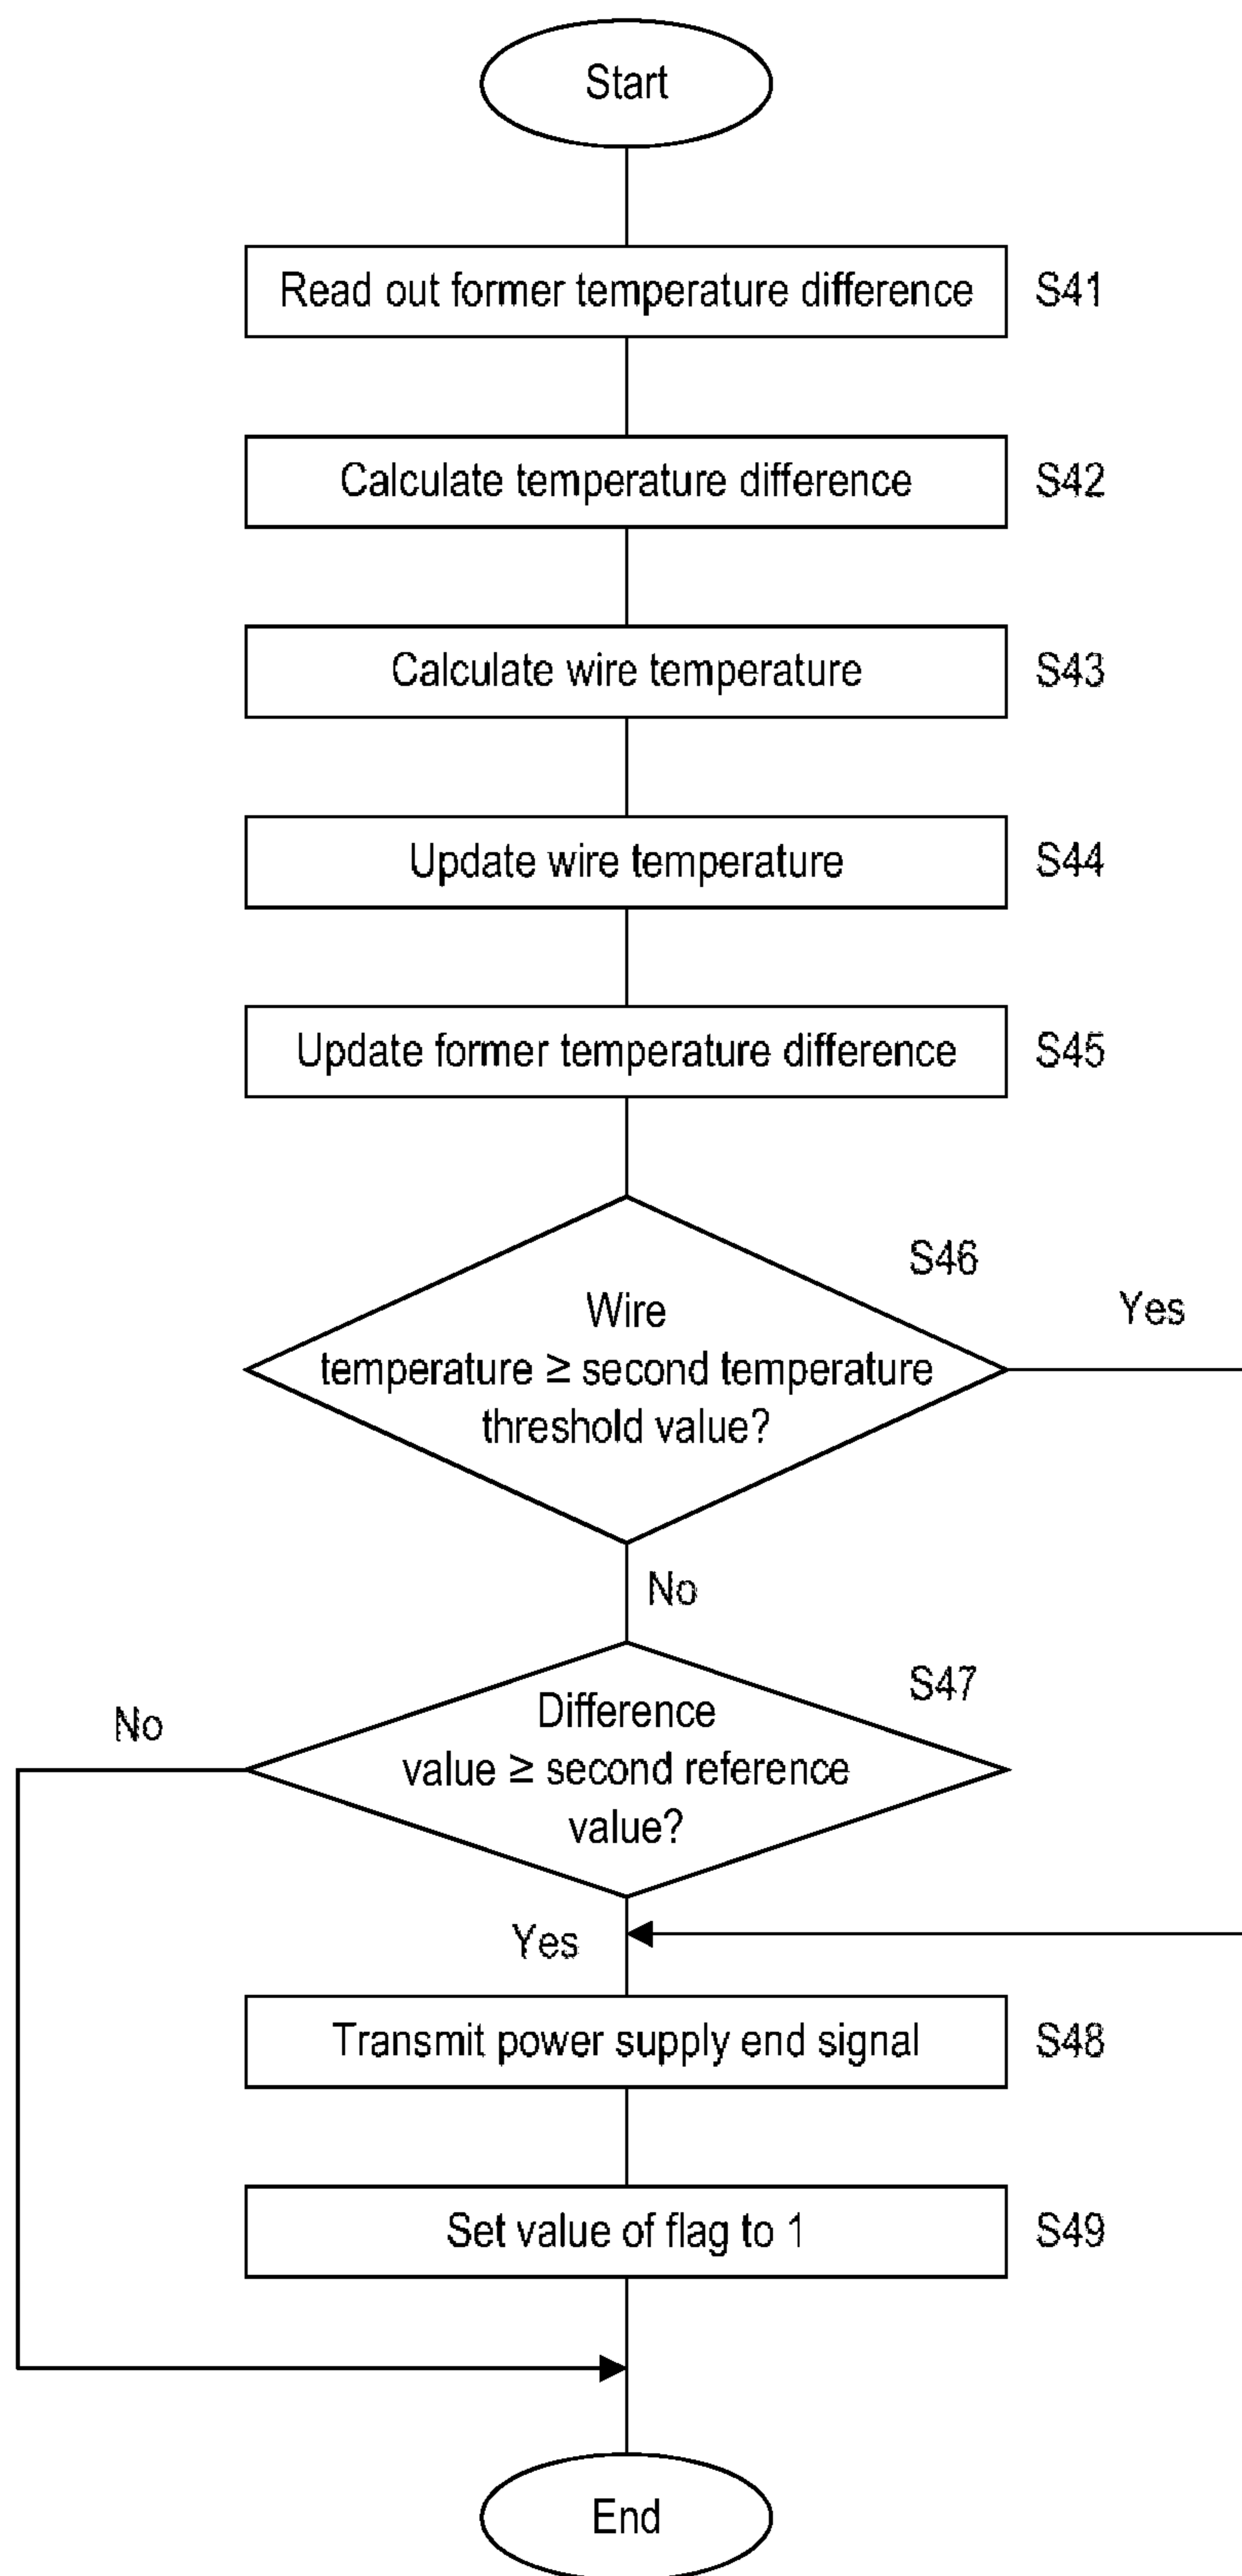 Start
Read out former temperature difference S41
Calculate temperature difference S42
Calculate wire temperature S43
Update wire temperature S44
Update former temperature difference S45
S46
Wire
temperature ≥ second temperature
threshold value?
Yes
No
S47
Difference
value ≥ second reference
value?
No
Yes
Transmit power supply end signal S48
Set value of flag to 1 S49
End